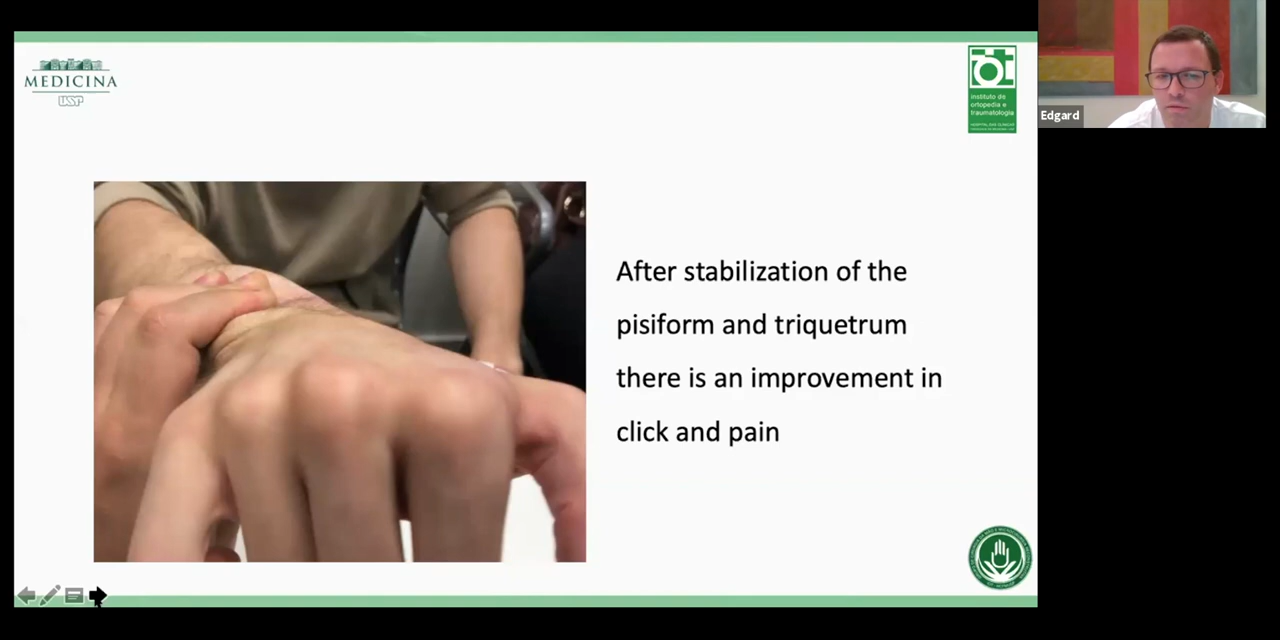 MEDICINA
USP
instituto de
ortopedia e
traumatologia
Edgard
After stabilization of the
pisiform and triquetrum
there is an improvement in
click and pain